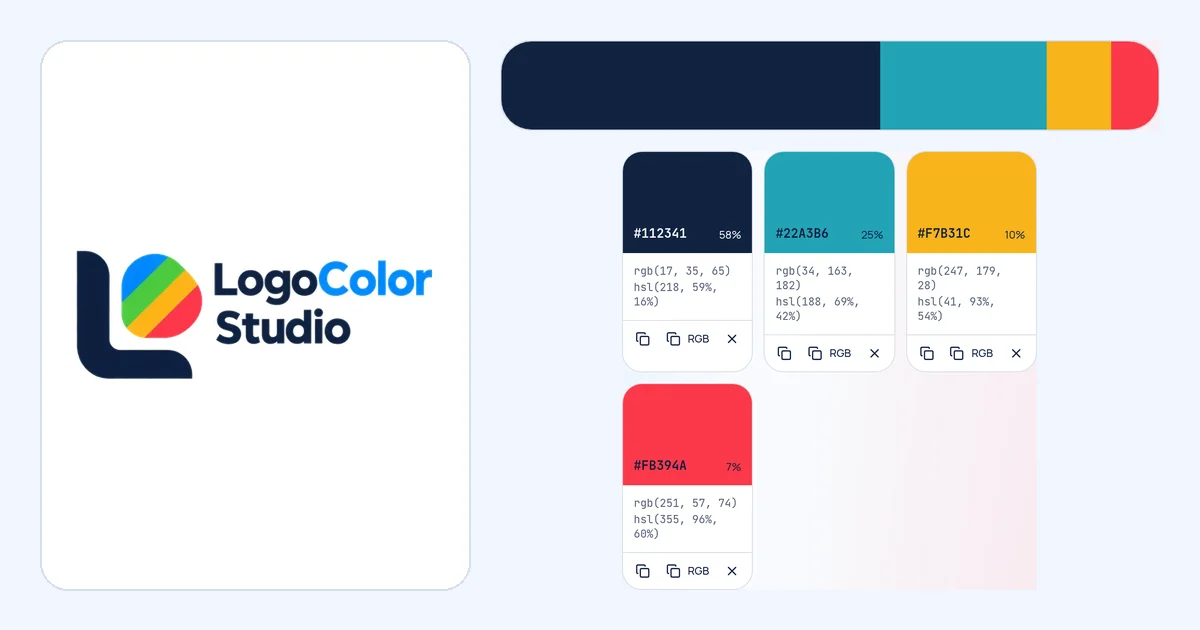 LogoColor
Studio
#112341 58%
rgb(17, 35, 65)
hsl(218, 59%,
16%)
RGB
#22A3B6 25%
rgb(34, 163,
182)
hsl(188, 69%,
42%)
RGB
#F7B31C 10%
rgb(247, 179,
28)
hsl(41, 93%,
54%)
RGB
#FB394A 7%
rgb(251, 57, 74)
hsl(355, 96%,
60%)
RGB